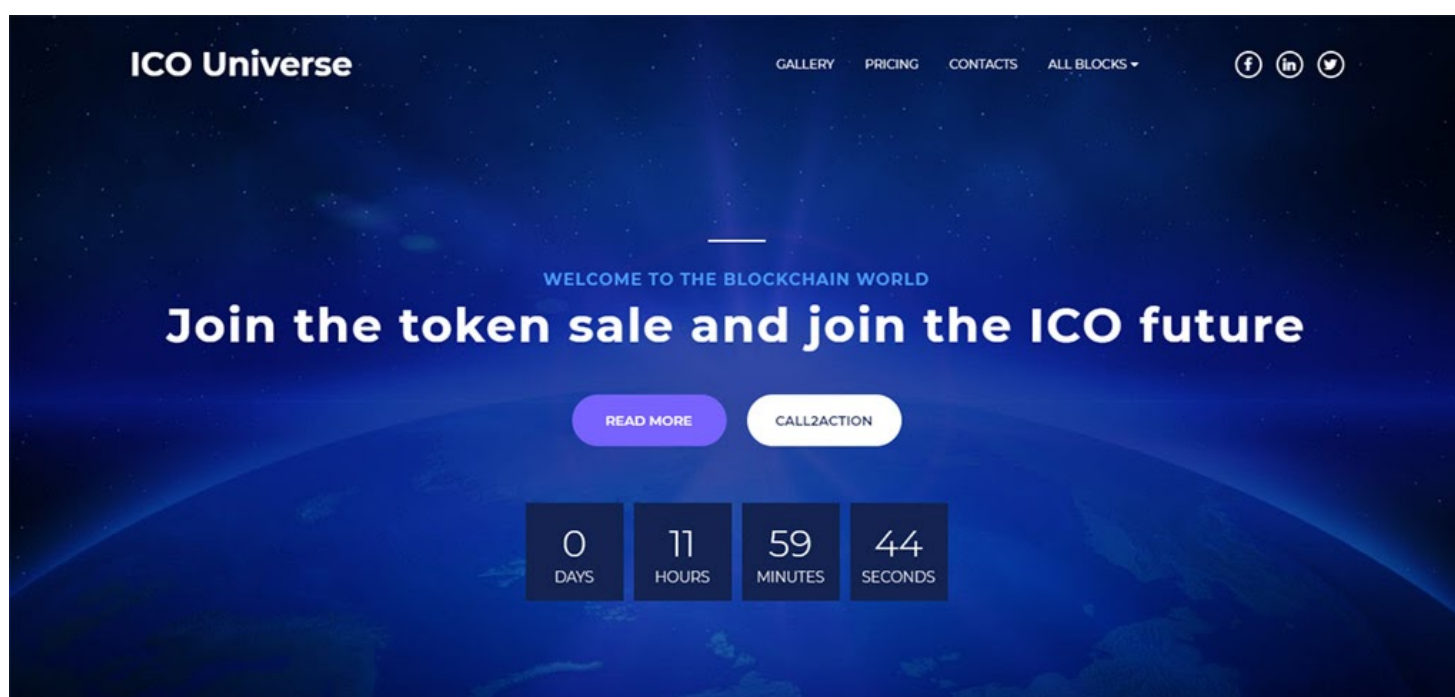 ICO Universe
GALLERY PRICING CONTACTS ALL BLOCKS
WELCOME TO THE BLOCKCHAIN WORLD
Join the token sale and join the ICO future
READ MORE CALL2ACTION
0 11 59 44
DAYS HOURS MINUTES SECONDS